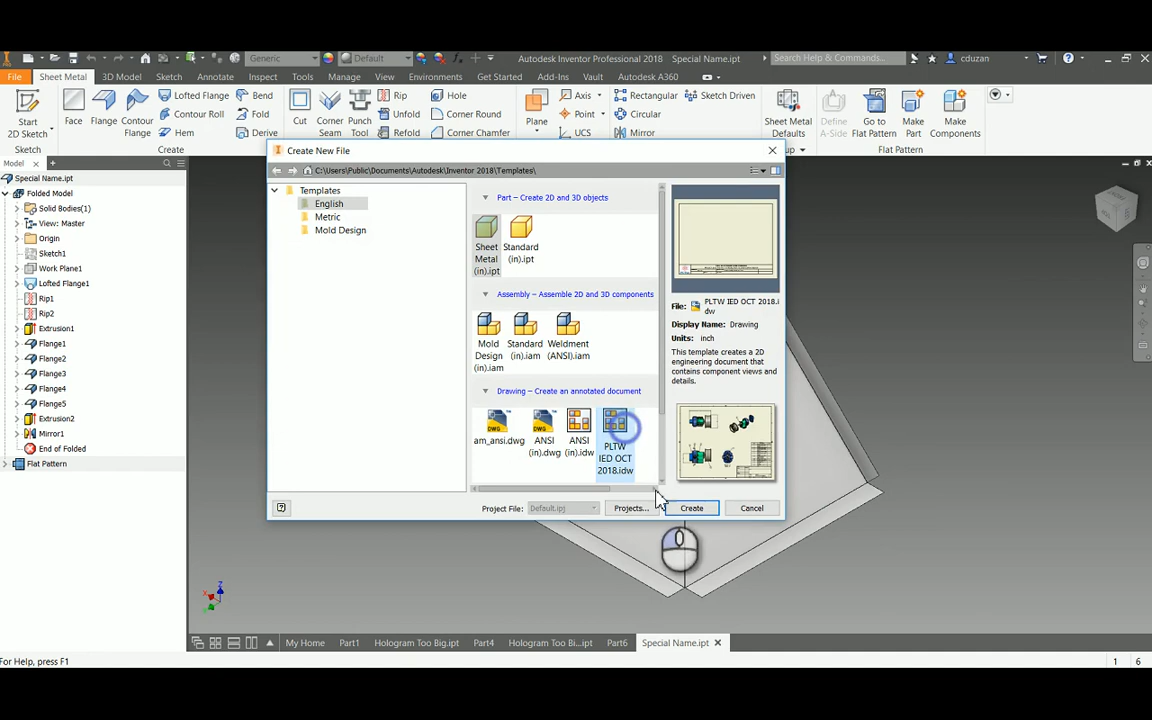 Generic
Default
Autodesk Inventor Professional 2018 Special Name.ipt
Search Help & Commands...
cduzan
File
Sheet Metal
3D Model
Sketch
Annotate
Inspect
Tools
Manage
View
Environments
Get Started
Add-Ins
Vault
Autodesk A360
Start
2D Sketch
Face
Flange
Contour
Flange
Lofted Flange
Contour Roll
Hem
Bend
Fold
Derive
Cut
Corner
Seam
Punch
Tool
Rip
Unfold
Refold
Hole
Corner Round
Corner Chamfer
Plane
Axis
Point
UCS
Rectangular
Circular
Mirror
Sketch Driven
Sheet Metal
Defaults
Define
A-Side
Go to
Flat Pattern
Make
Part
Make
Components
Sketch
Create
Flat Pattern
Model
Special Name.ipt
Folded Model
Solid Bodies(1)
View: Master
Origin
Sketch1
Work Plane1
Lofted Flange1
Rip1
Rip2
Extrusion1
Flange1
Flange2
Flange3
Flange4
Flange5
Extrusion2
Mirror1
End of Folded
Flat Pattern
Create New File
C:\Users\Public\Documents\Autodesk\Inventor 2018\Templates\
Templates
English
Metric
Mold Design
Part – Create 2D and 3D objects
Sheet
Metal
(in).ipt
Standard
(in).ipt
Assembly – Assemble 2D and 3D components
Mold
Design
(in).iam
Standard
(in).iam
Weldment
(ANSI).iam
Drawing – Create an annotated document
am_ansi.dwg
ANSI
(in).dwg
ANSI
(in).idw
PLTW
IED OCT
2018.idw
File: PLTW IED OCT 2018.i
dw
Display Name: Drawing
Units: inch
This template creates a 2D
engineering document that
contains component views and
details.
Project File: Default.ipj
Projects...
Create
Cancel
My Home
Part1
Hologram Too Big.ipt
Part4
Hologram Too Bi...ipt
Part6
Special Name.ipt
For Help, press F1
1 6